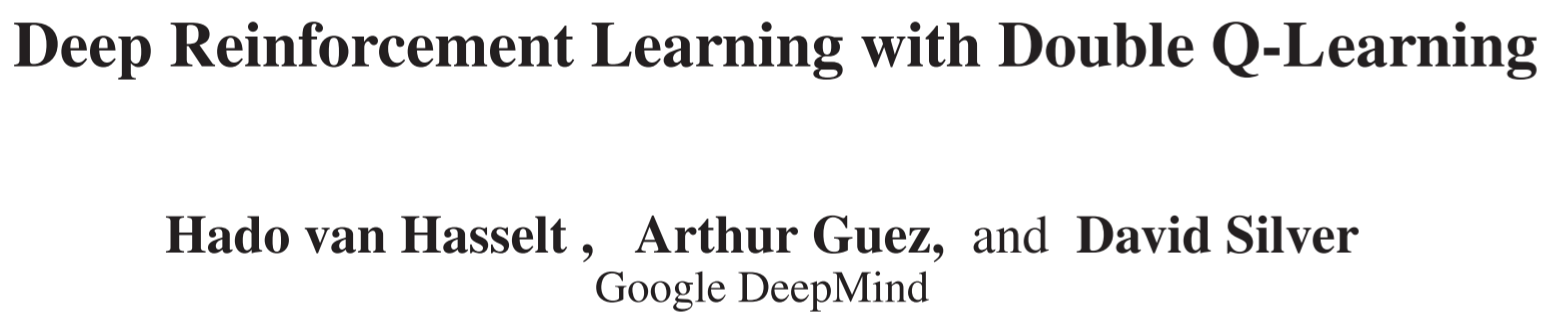 Deep Reinforcement Learning with Double Q-Learning
Hado van Hasselt , Arthur Guez, and David Silver
Google DeepMind